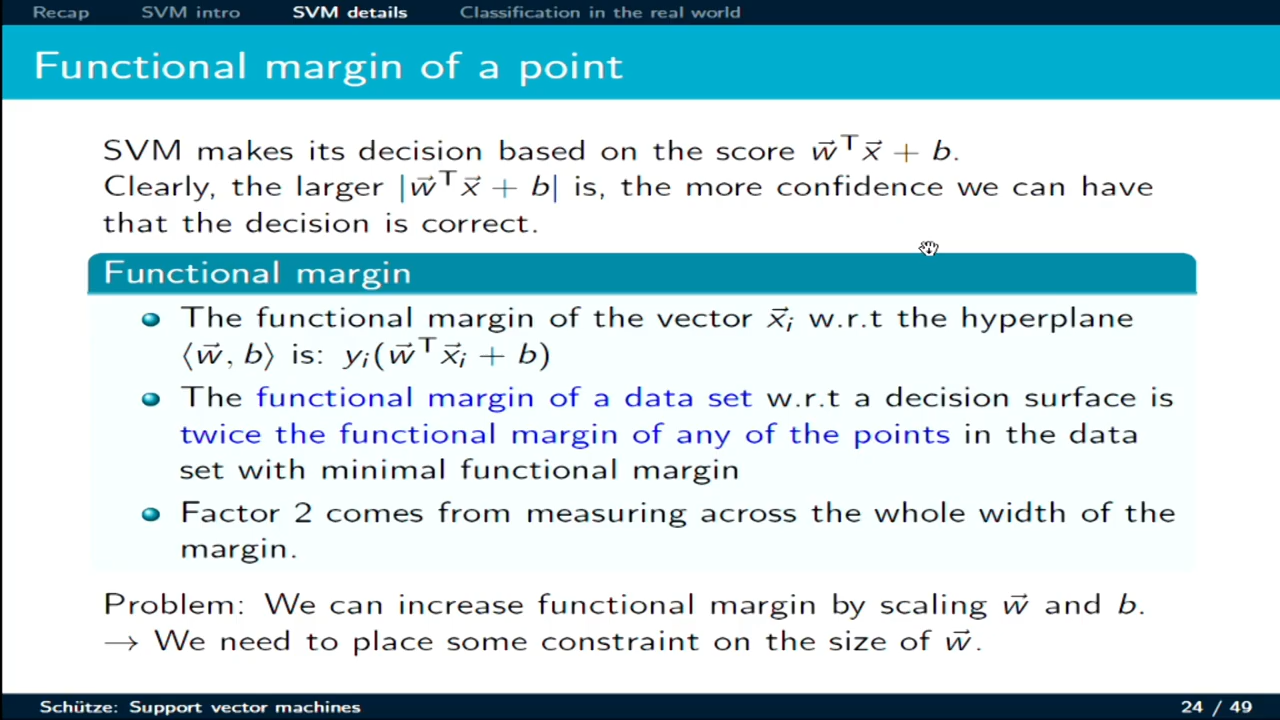 Recap SVM intro SVM details Classification in the real world
Functional margin of a point
SVM makes its decision based on the score w⃗ᵀx⃗ + b.
Clearly, the larger |w⃗ᵀx⃗ + b| is, the more confidence we can have
that the decision is correct.
Functional margin
The functional margin of the vector x⃗ᵢ w.r.t the hyperplane
⟨w⃗, b⟩ is: yᵢ(w⃗ᵀx⃗ᵢ + b)
The functional margin of a data set w.r.t a decision surface is
twice the functional margin of any of the points in the data
set with minimal functional margin
Factor 2 comes from measuring across the whole width of the
margin.
Problem: We can increase functional margin by scaling w⃗ and b.
→ We need to place some constraint on the size of w⃗.
Schütze: Support vector machines 24 / 49